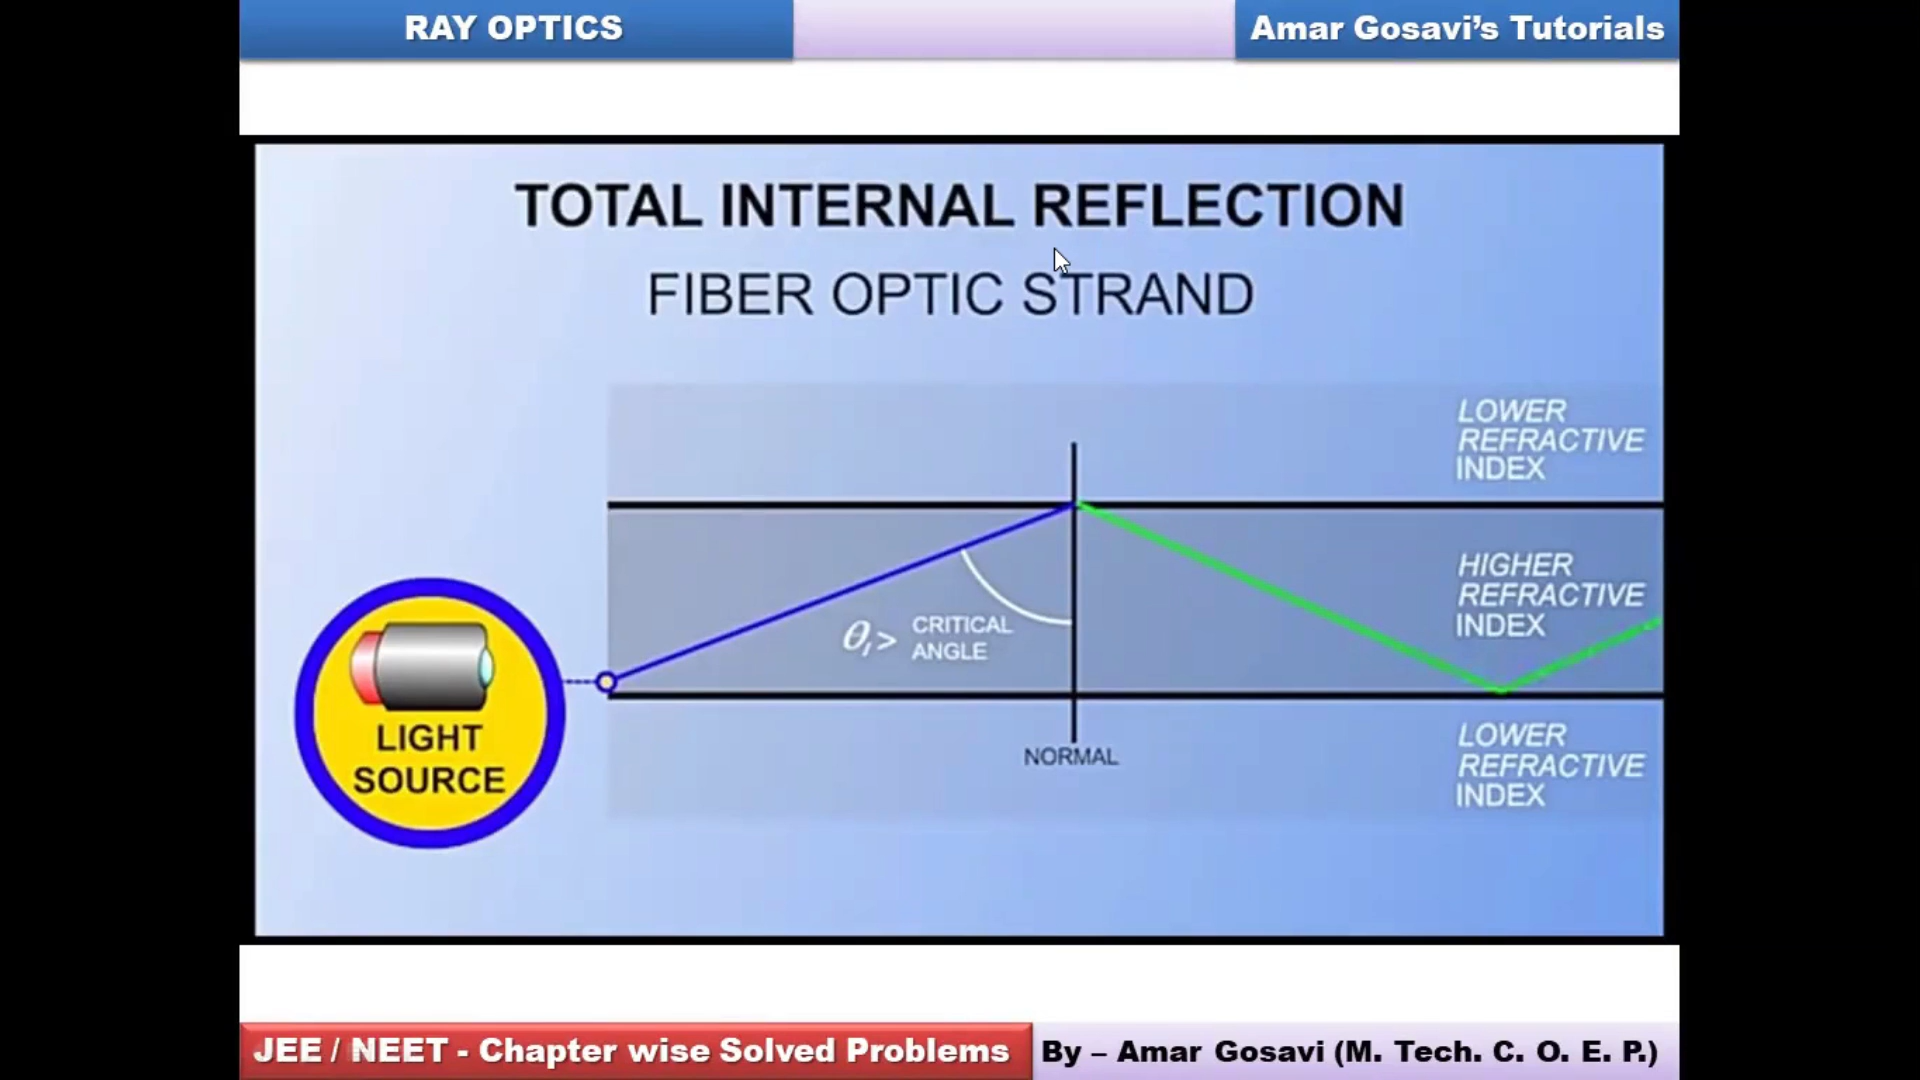 RAY OPTICS
Amar Gosavi’s Tutorials
TOTAL INTERNAL REFLECTION
FIBER OPTIC STRAND
LOWER
REFRACTIVE
INDEX
HIGHER
REFRACTIVE
INDEX
θI >
CRITICAL
ANGLE
LIGHT
SOURCE
NORMAL
LOWER
REFRACTIVE
INDEX
JEE / NEET - Chapter wise Solved Problems
By – Amar Gosavi (M. Tech. C. O. E. P.)